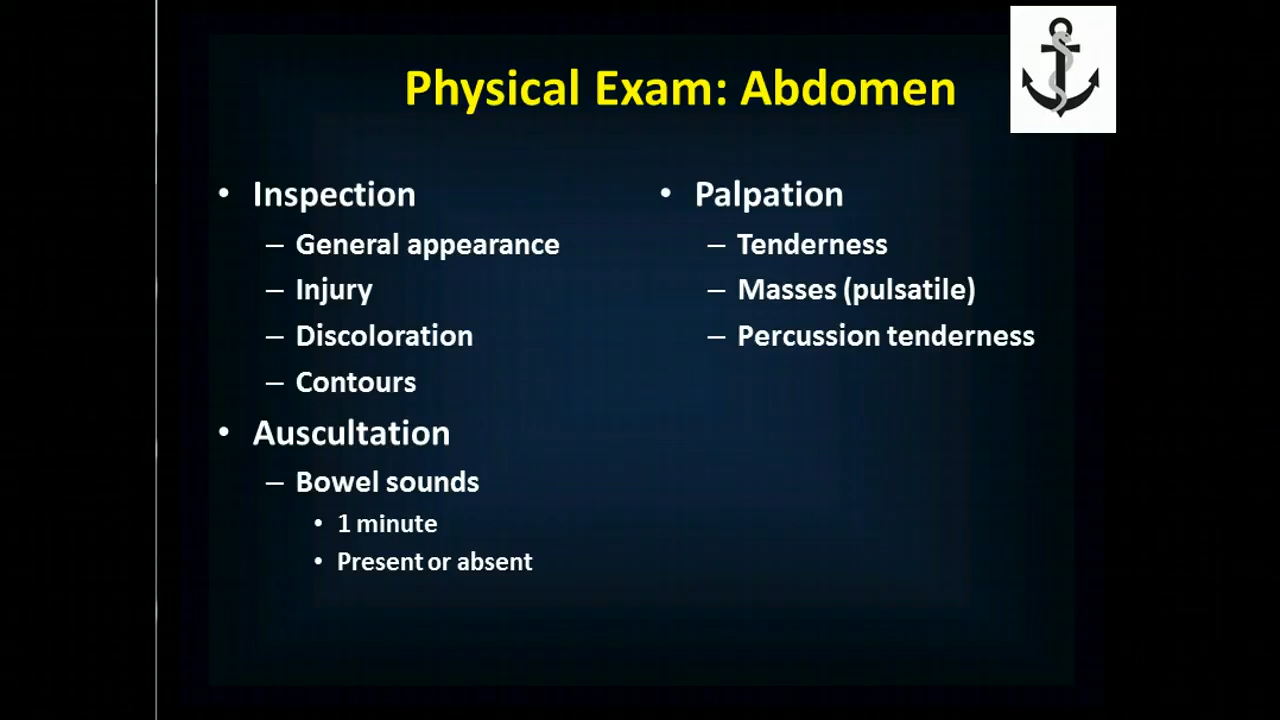 Physical Exam: Abdomen
• Inspection
– General appearance
– Injury
– Discoloration
– Contours
• Auscultation
– Bowel sounds
• 1 minute
• Present or absent
• Palpation
– Tenderness
– Masses (pulsatile)
– Percussion tenderness